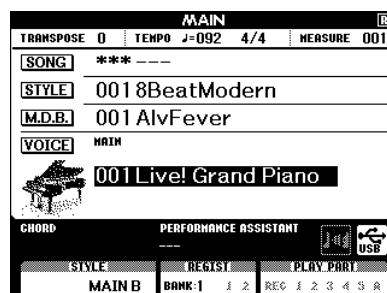 MAIN R
TRANSPOSE 0 TEMPO ♩=092 4/4 MEASURE 001
SONG *** ---
STYLE 001 8BeatModern
M.D.B. 001 AlvFever
VOICE MAIN
001 Live! Grand Piano
CHORD PERFORMANCE ASSISTANT
---
USB
STYLE REGIST PLAY PART
MAIN B BANK:1 1 2 REC 1 2 3 4 5 A